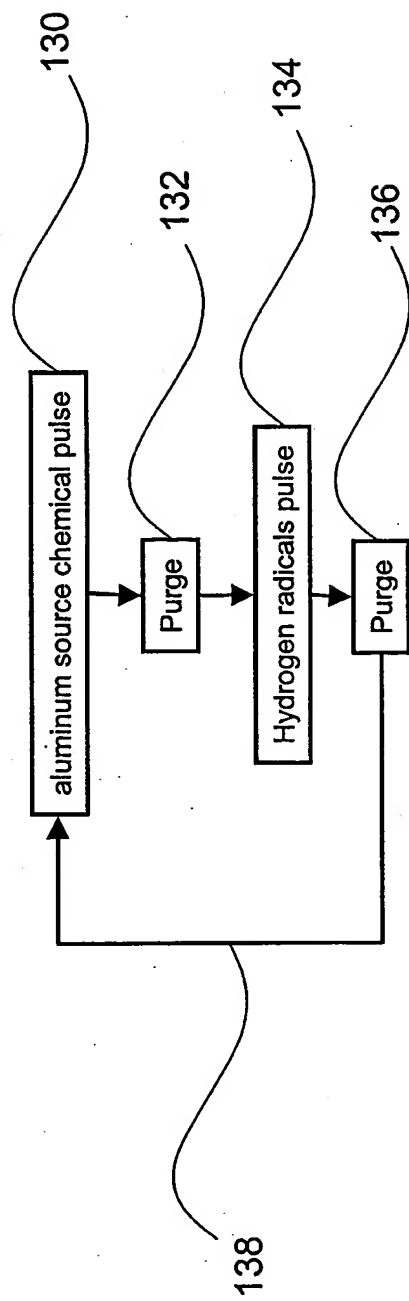 130
aluminum source chemical pulse
132
Purge
134
Hydrogen radicals pulse
136
Purge
138